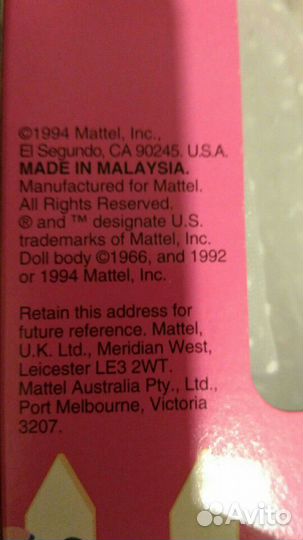 ©1994 Mattel, Inc.,
El Segundo, CA 90245. U.S.A.
MADE IN MALAYSIA.
Manufactured for Mattel.
All Rights Reserved.
® and ™ designate U.S.
trademarks of Mattel, Inc.
Doll body ©1966, and 1992
or 1994 Mattel, Inc.
Retain this address for
future reference. Mattel,
U.K. Ltd., Meridian West,
Leicester LE3 2WT.
Mattel Australia Pty., Ltd.,
Port Melbourne, Victoria
3207.
Avito